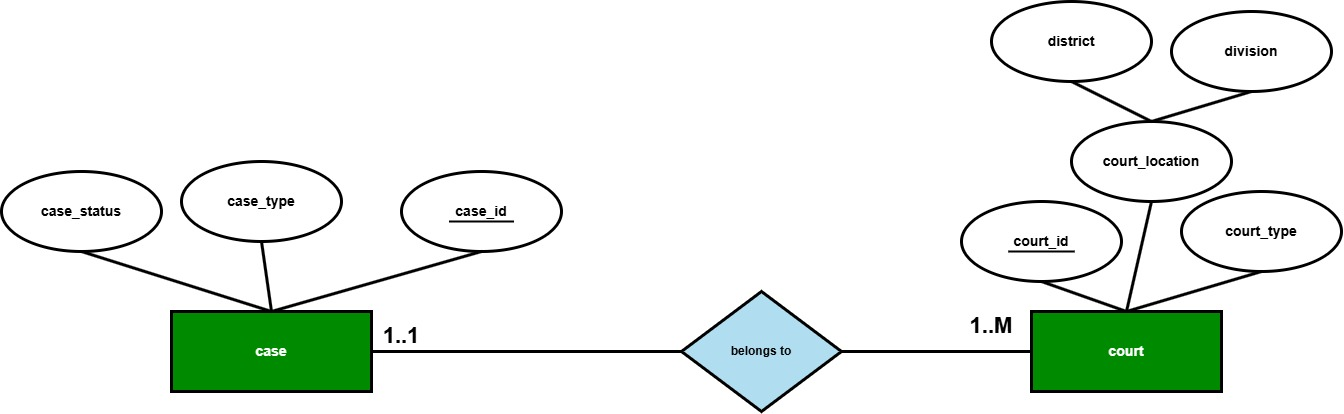 district
division
court_location
case_status
case_type
case_id
court_id
court_type
1..1
1..M
case
belongs to
court